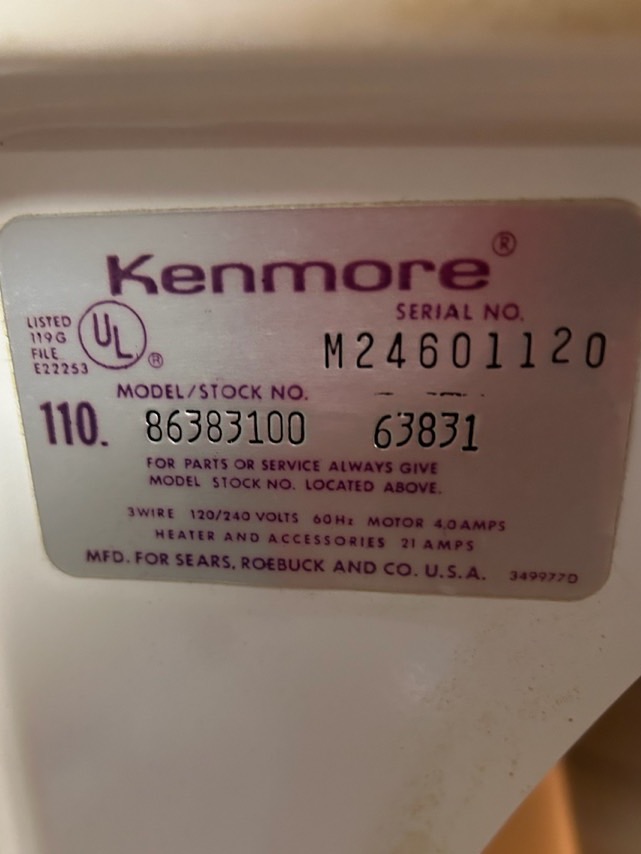 Kenmore®
SERIAL NO.
LISTED
119G
FILE
E22253
UL®
M24601120
MODEL/STOCK NO.
110. 86383100 63831
FOR PARTS OR SERVICE ALWAYS GIVE
MODEL STOCK NO. LOCATED ABOVE.
3WIRE 120/240 VOLTS 60Hz MOTOR 4.0AMPS
HEATER AND ACCESSORIES 21 AMPS
MFD. FOR SEARS, ROEBUCK AND CO. U.S.A. 349977D